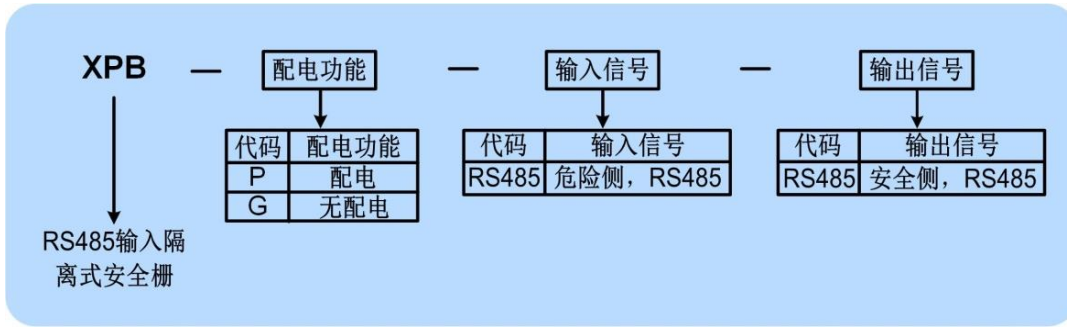 XPB — 配电功能 — 输入信号 — 输出信号
代码 配电功能
P 配电
G 无配电
代码 输入信号
RS485 危险侧，RS485
代码 输出信号
RS485 安全侧，RS485
RS485输入隔
离式安全栅